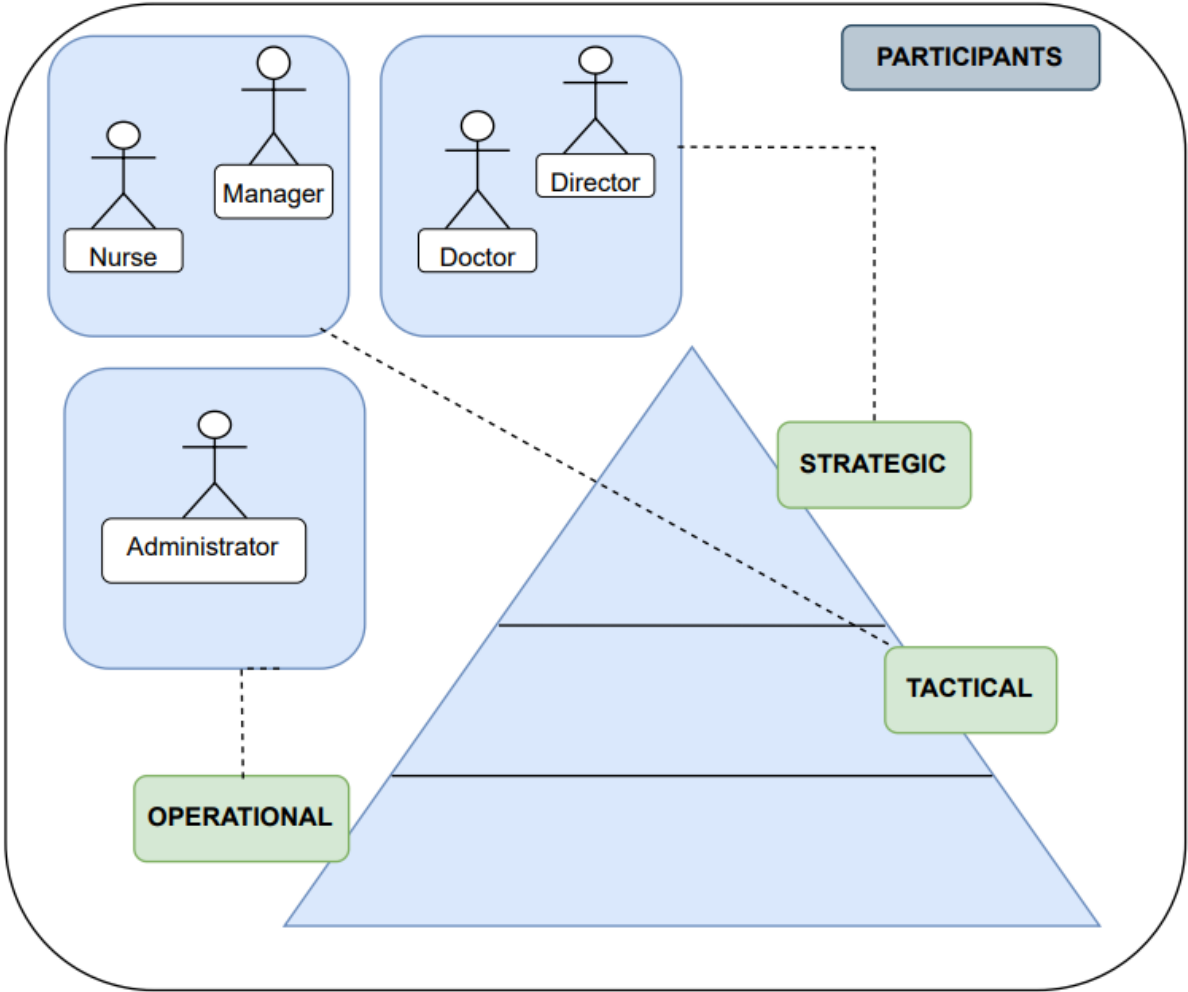 PARTICIPANTS
Manager
Nurse
Director
Doctor
Administrator
STRATEGIC
TACTICAL
OPERATIONAL